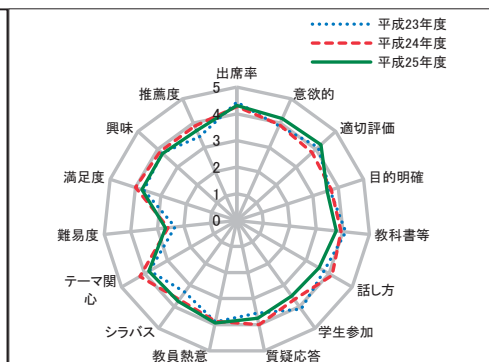 平成23年度
平成24年度
平成25年度
出席率
意欲的
適切評価
目的明確
教科書等
話し方
学生参加
質疑応答
教員熱意
シラバス
テーマ関
心
難易度
満足度
興味
推薦度
5
4
3
2
1
0